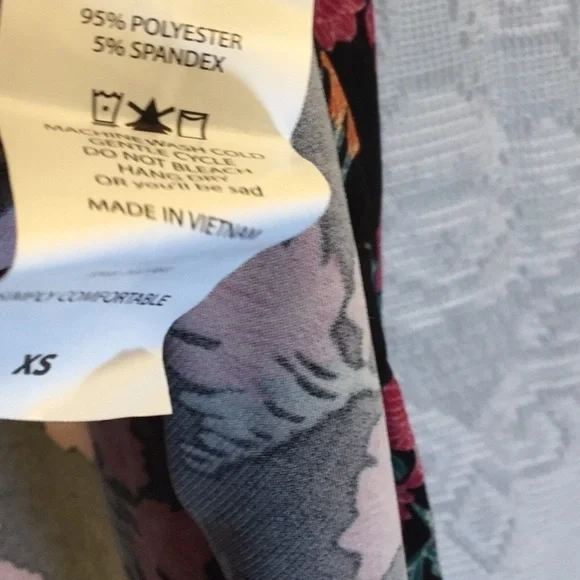 95% POLYESTER
5% SPANDEX
MACHINE WASH COLD
GENTLE CYCLE
DO NOT BLEACH
HANG DRY
OR you'll be sad
MADE IN VIETNAM
SIMPLY COMFORTABLE
XS